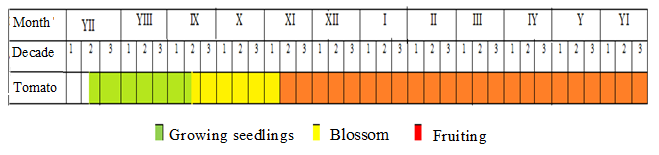 Month YII YIII IX X XI XII I II III IY Y YI
Decade 1 2 3 1 2 3 1 2 3 1 2 3 1 2 3 1 2 3 1 2 3 1 2 3 1 2 3 1 2 3 1 2 3 1 2 3
Tomato
Growing seedlings Blossom Fruiting